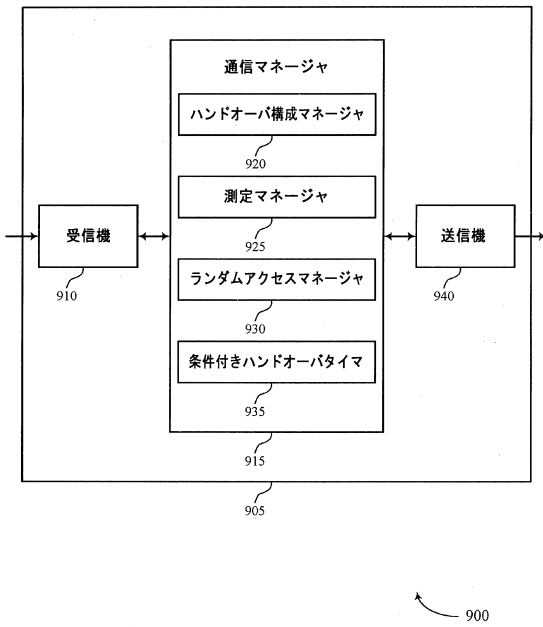 通信マネージャ
ハンドオーバ構成マネージャ
920
測定マネージャ
925
受信機
910
送信機
940
ランダムアクセスマネージャ
930
条件付きハンドオーバタイマ
935
915
905
900